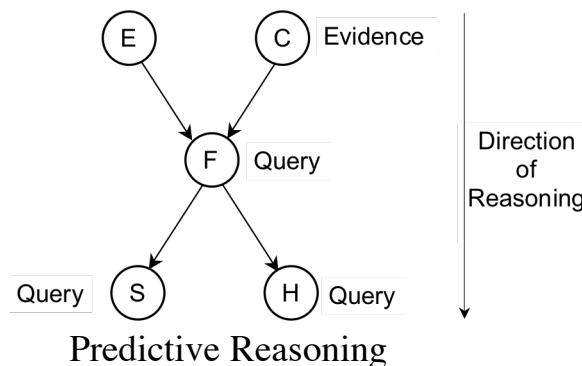 E
C
Evidence
F
Query
Direction
of
Reasoning
Query
S
H
Query
Predictive Reasoning